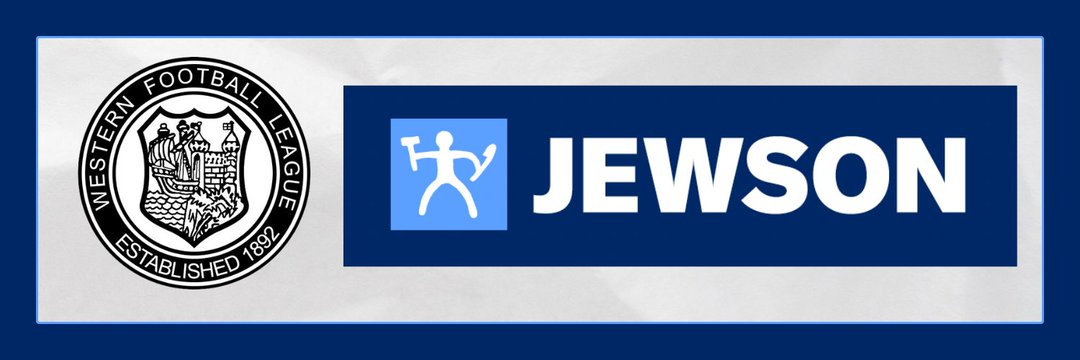 WESTERN FOOTBALL LEAGUE
ESTABLISHED 1892
JEWSON